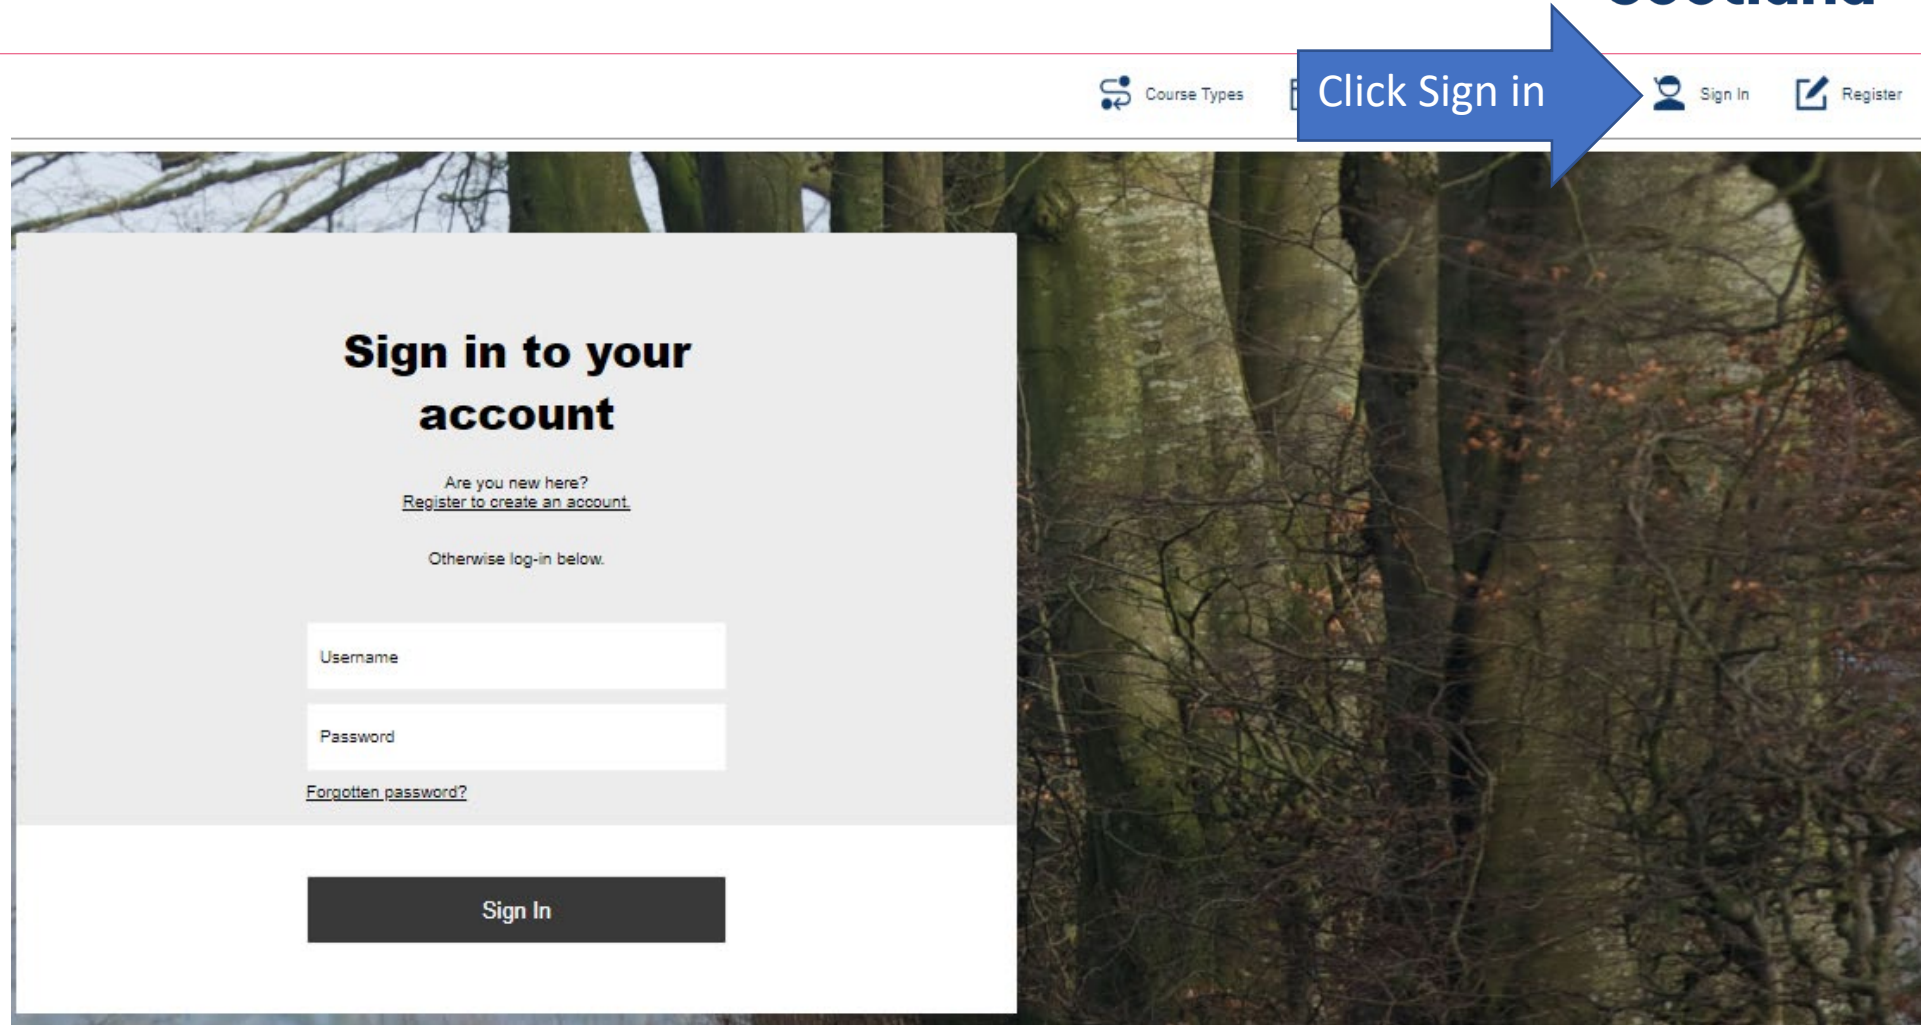 Course Types
Click Sign in
Sign In
Register
Sign in to your
account
Are you new here?
Register to create an account.
Otherwise log-in below.
Username
Password
Forgotten password?
Sign In